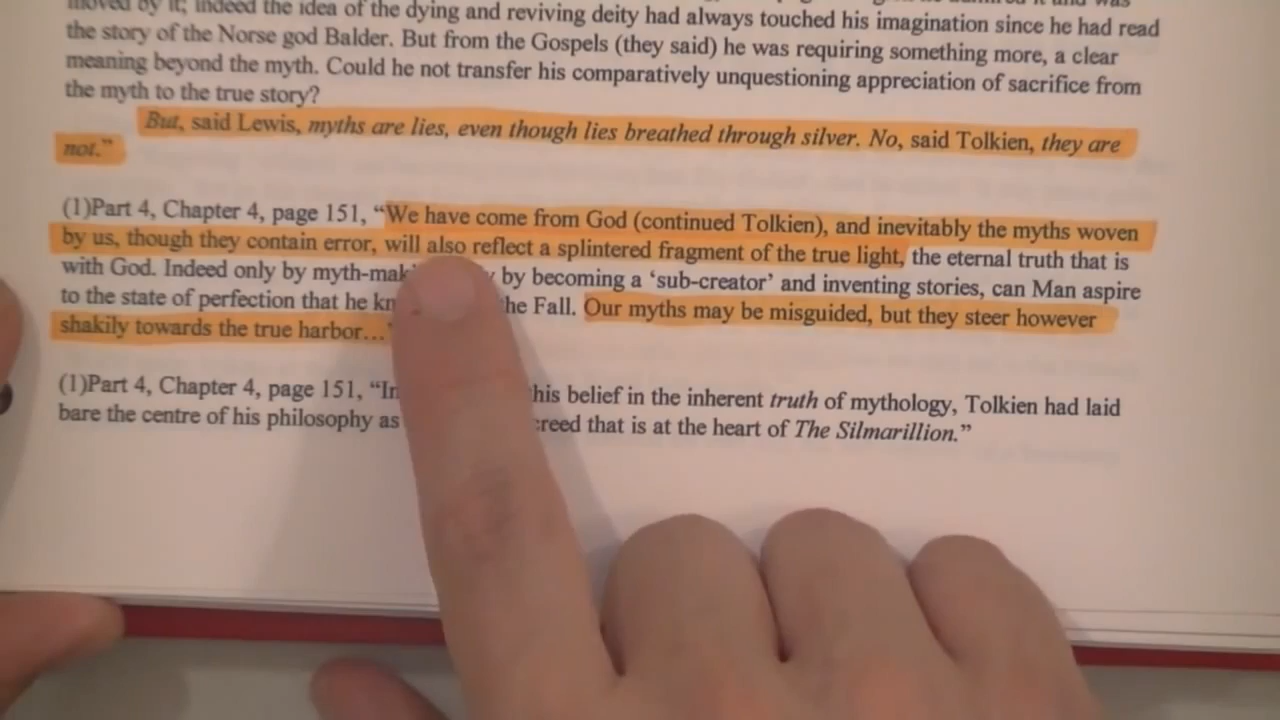 moved by it; indeed the idea of the dying and reviving deity had always touched his imagination since he had read
the story of the Norse god Balder. But from the Gospels (they said) he was requiring something more, a clear
meaning beyond the myth. Could he not transfer his comparatively unquestioning appreciation of sacrifice from
the myth to the true story?
But, said Lewis, myths are lies, even though lies breathed through silver. No, said Tolkien, they are
not.”
(1)Part 4, Chapter 4, page 151, “We have come from God (continued Tolkien), and inevitably the myths woven
by us, though they contain error, will also reflect a splintered fragment of the true light, the eternal truth that is
with God. Indeed only by by becoming a ‘sub-creator’ and inventing stories, can Man aspire
to the state of perfection that he Fall. Our myths may be misguided, but they steer however
shakily towards the true harbor…
(1)Part 4, Chapter 4, page 151, “ his belief in the inherent truth of mythology, Tolkien had laid
bare the centre of his philosophy as creed that is at the heart of The Silmarillion.”